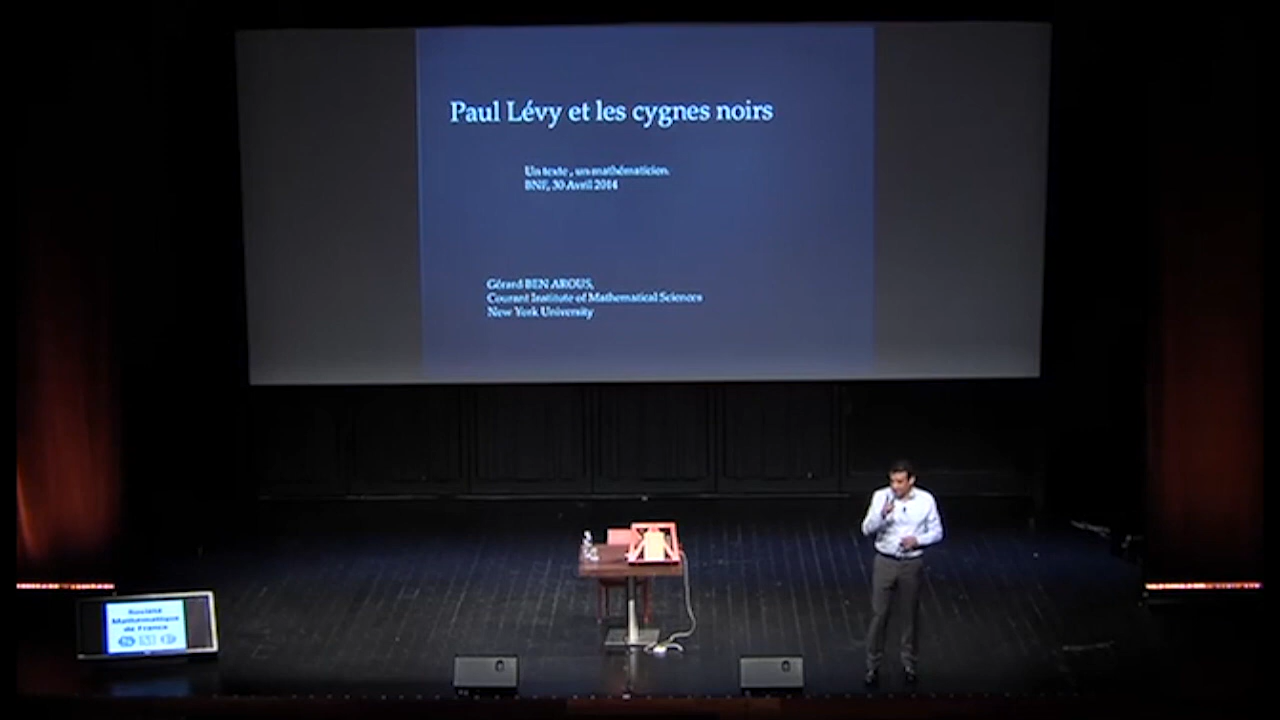 Paul Lévy et les cygnes noirs
Un texte , un mathématicien.
BNF, 30 Avril 2014
Gérard BEN AROUS,
Courant Institute of Mathematical Sciences
New York University
Société
Mathématique
de France